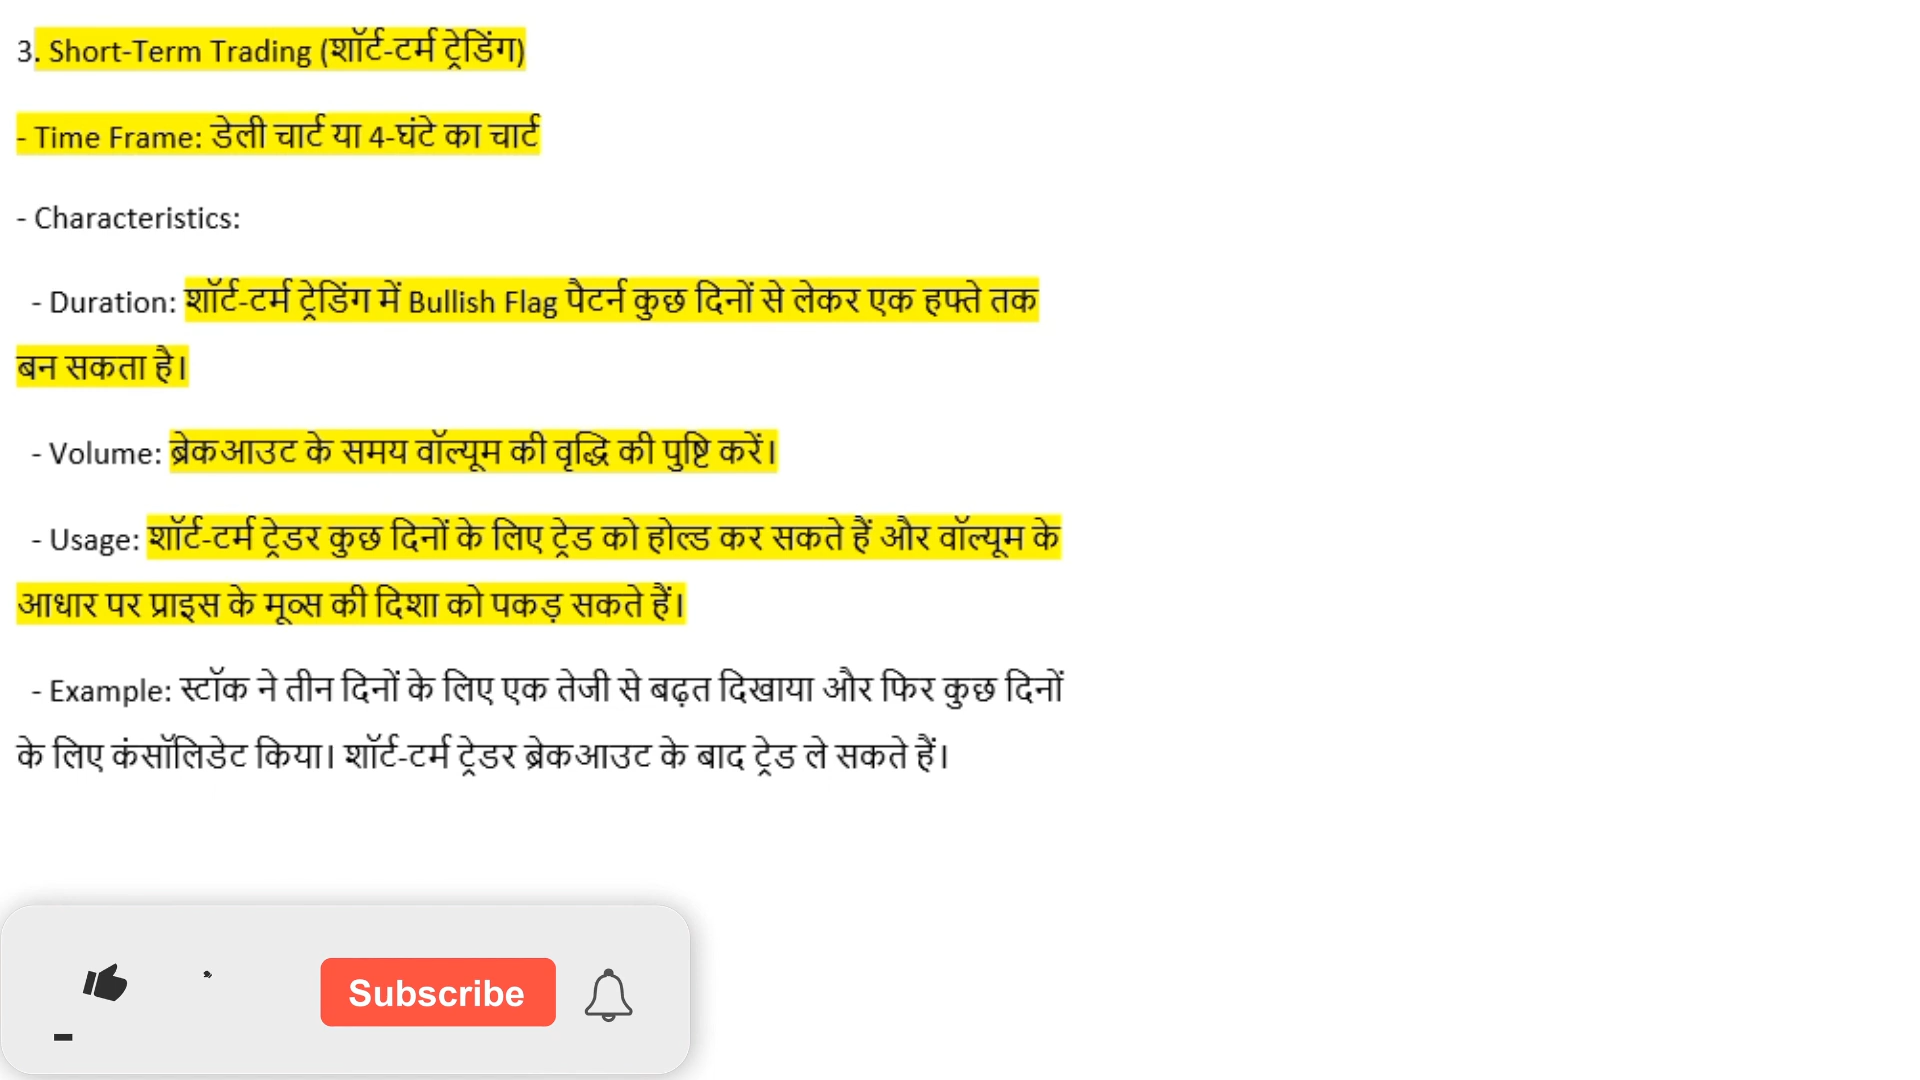 3. Short-Term Trading (शॉर्ट-टर्म ट्रेडिंग)
- Time Frame: डेली चार्ट या 4-घंटे का चार्ट
- Characteristics:
- Duration: शॉर्ट-टर्म ट्रेडिंग में Bullish Flag पैटर्न कुछ दिनों से लेकर एक हफ्ते तक
बन सकता है।
- Volume: ब्रेकआउट के समय वॉल्यूम की वृद्धि की पुष्टि करें।
- Usage: शॉर्ट-टर्म ट्रेडर कुछ दिनों के लिए ट्रेड को होल्ड कर सकते हैं और वॉल्यूम के
आधार पर प्राइस के मूव्स की दिशा को पकड़ सकते हैं।
- Example: स्टॉक ने तीन दिनों के लिए एक तेजी से बढ़त दिखाया और फिर कुछ दिनों
के लिए कंसॉलिडेट किया। शॉर्ट-टर्म ट्रेडर ब्रेकआउट के बाद ट्रेड ले सकते हैं।
Subscribe